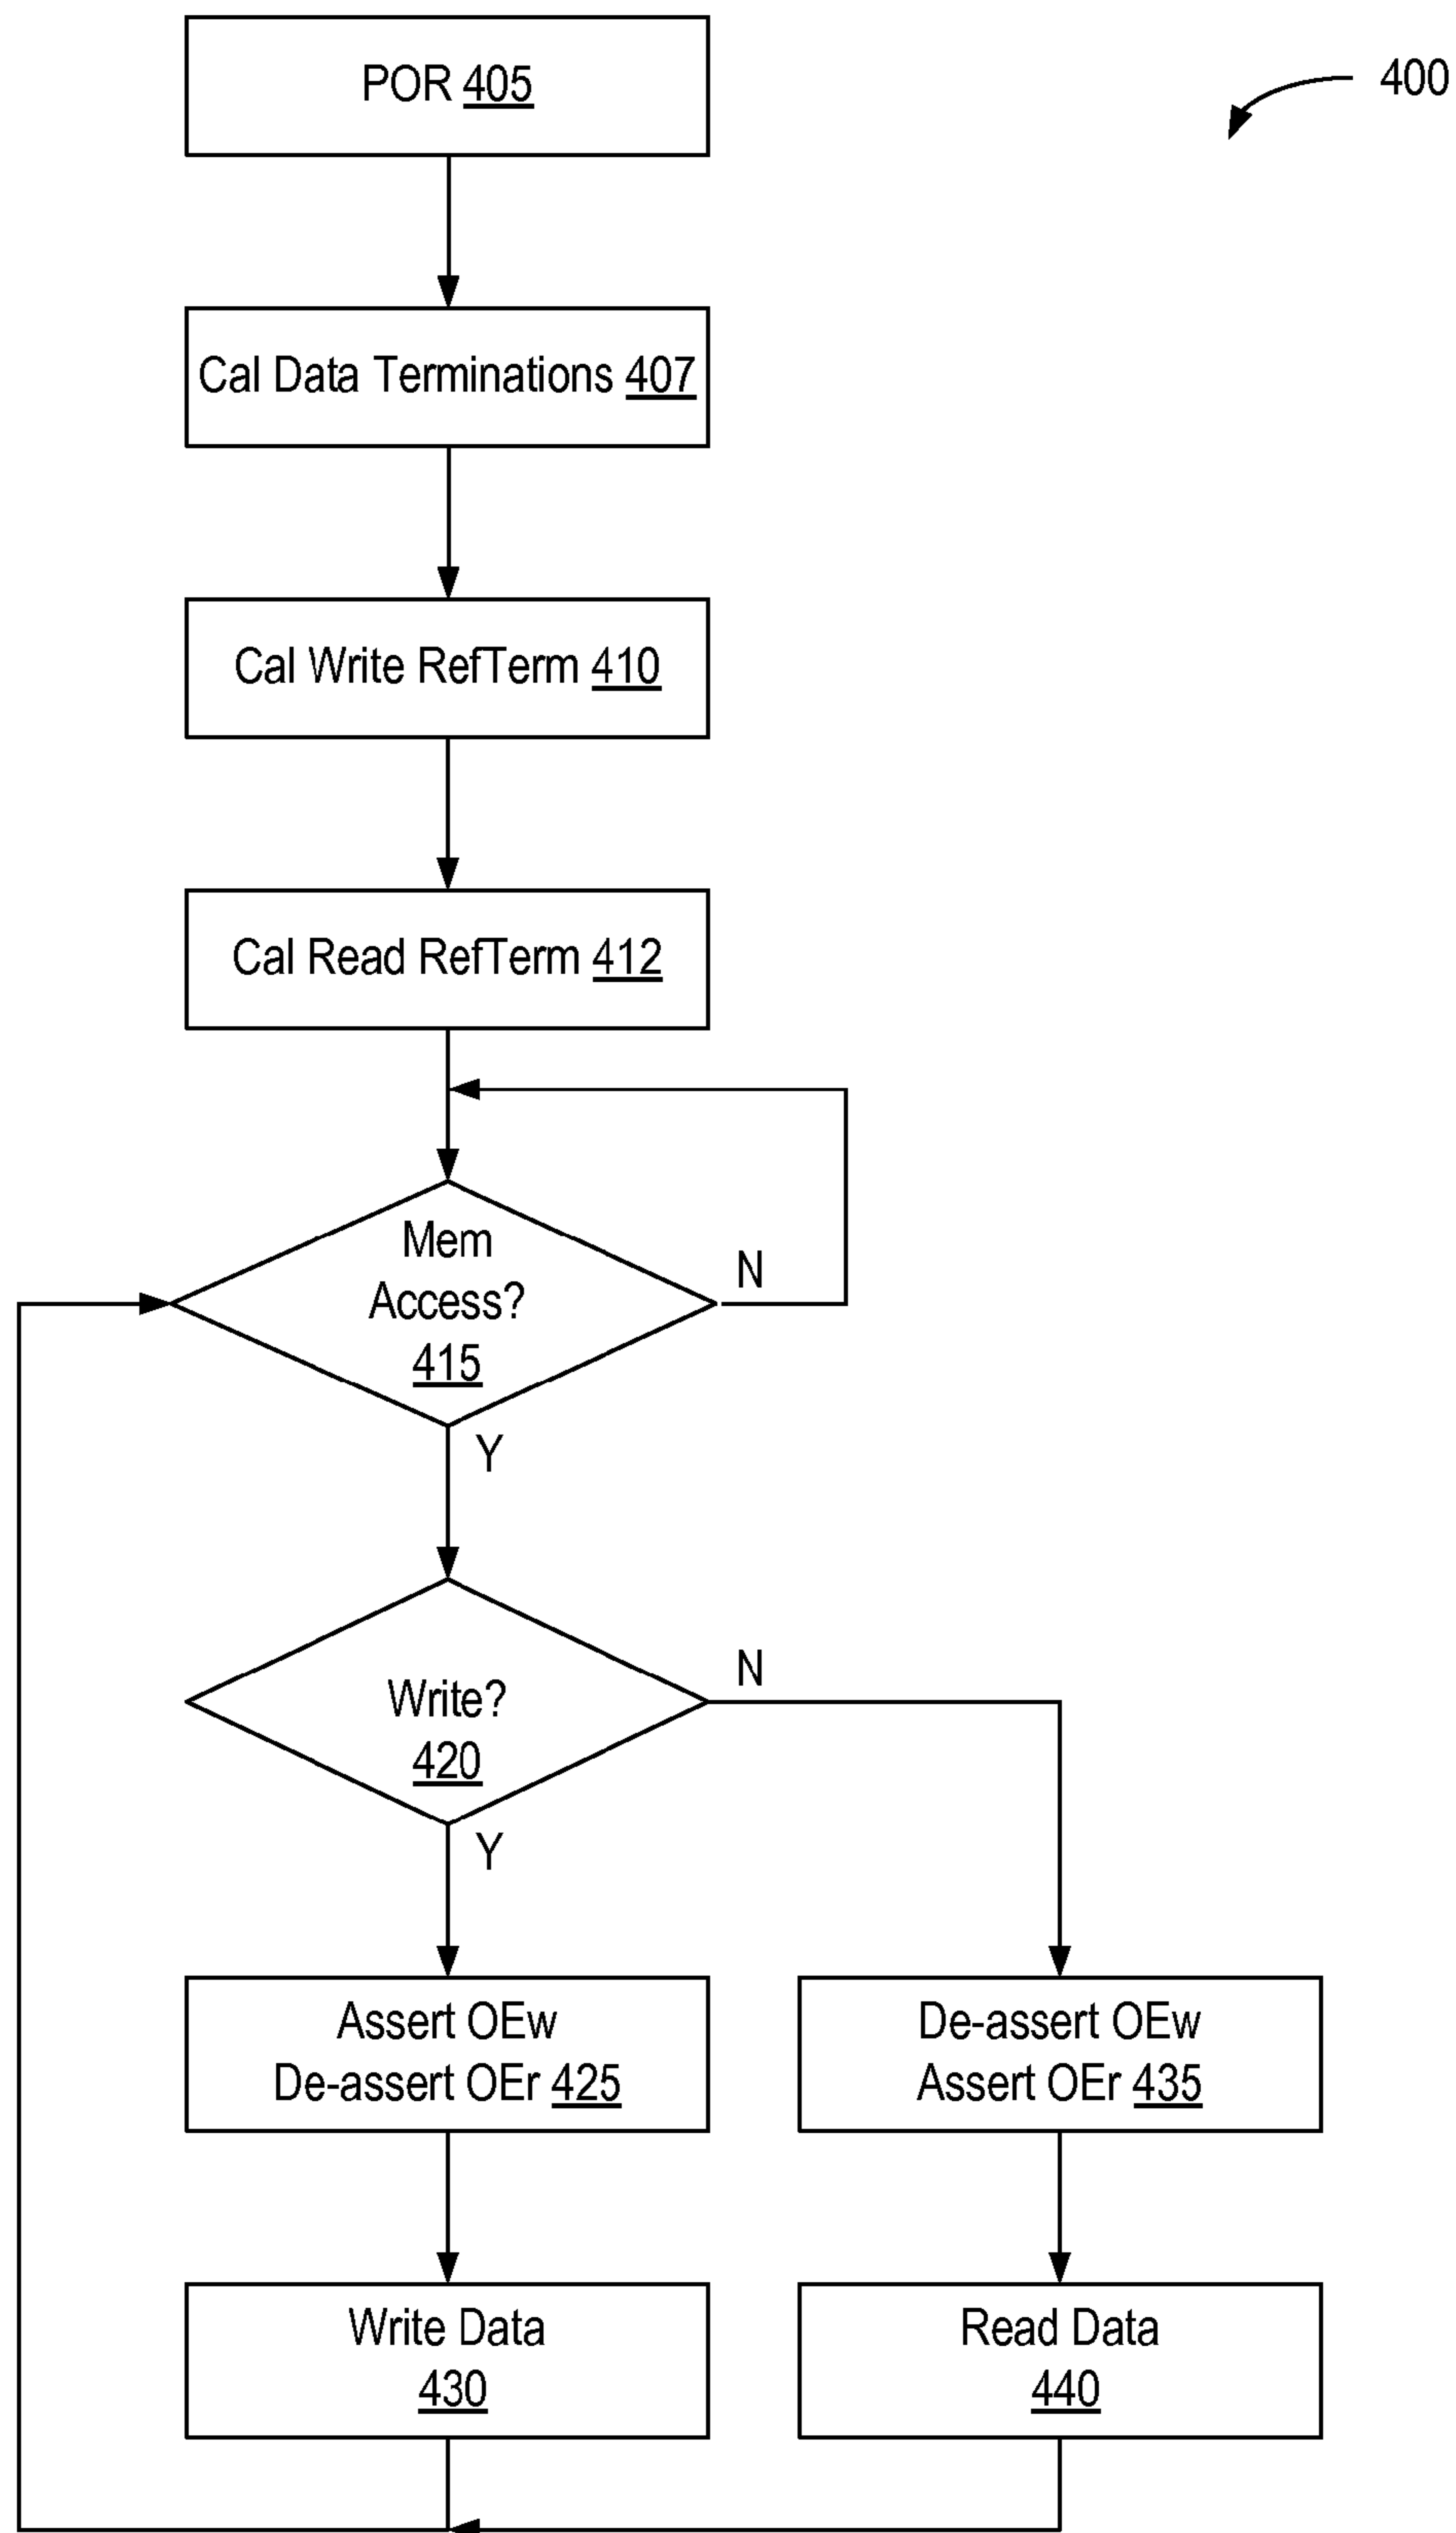 POR 405
400
Cal Data Terminations 407
Cal Write RefTerm 410
Cal Read RefTerm 412
Mem
Access?
415
N
Y
Write?
420
N
Y
Assert OEw
De-assert OEr 425
De-assert OEw
Assert OEr 435
Write Data
430
Read Data
440